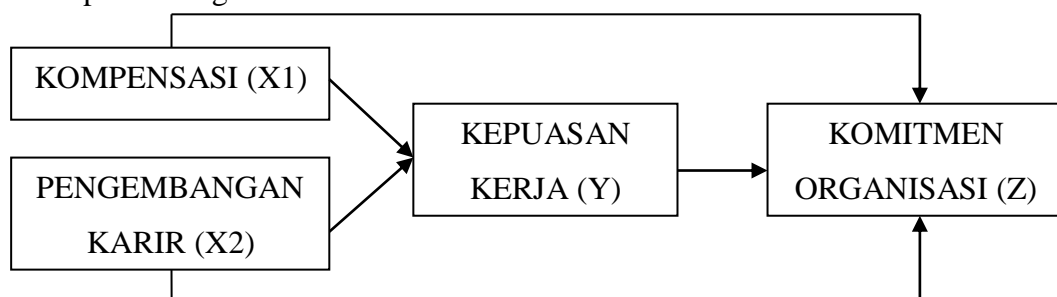 KOMPENSASI (X1)
PENGEMBANGAN
KARIR (X2)
KEPUASAN
KERJA (Y)
KOMITMEN
ORGANISASI (Z)